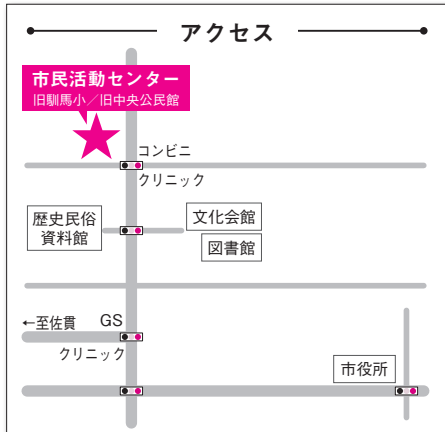 アクセス
市民活動センター
旧馴馬小／旧中央公民館
コンビニ
クリニック
歴史民俗
資料館
文化会館
図書館
←至佐貫
GS
クリニック
市役所